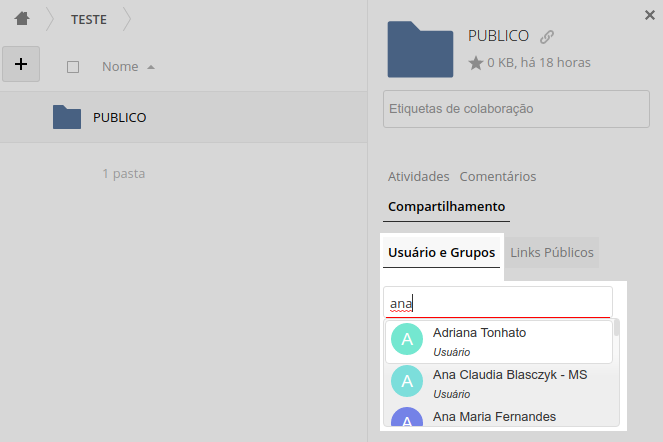 TESTE
+
Nome
PUBLICO
1 pasta
×
PUBLICO
0 KB, há 18 horas
Etiquetas de colaboração
Atividades Comentários
Compartilhamento
Usuário e Grupos Links Públicos
ana
A Adriana Tonhato
Usuário
A Ana Claudia Blasczyk - MS
Usuário
A Ana Maria Fernandes